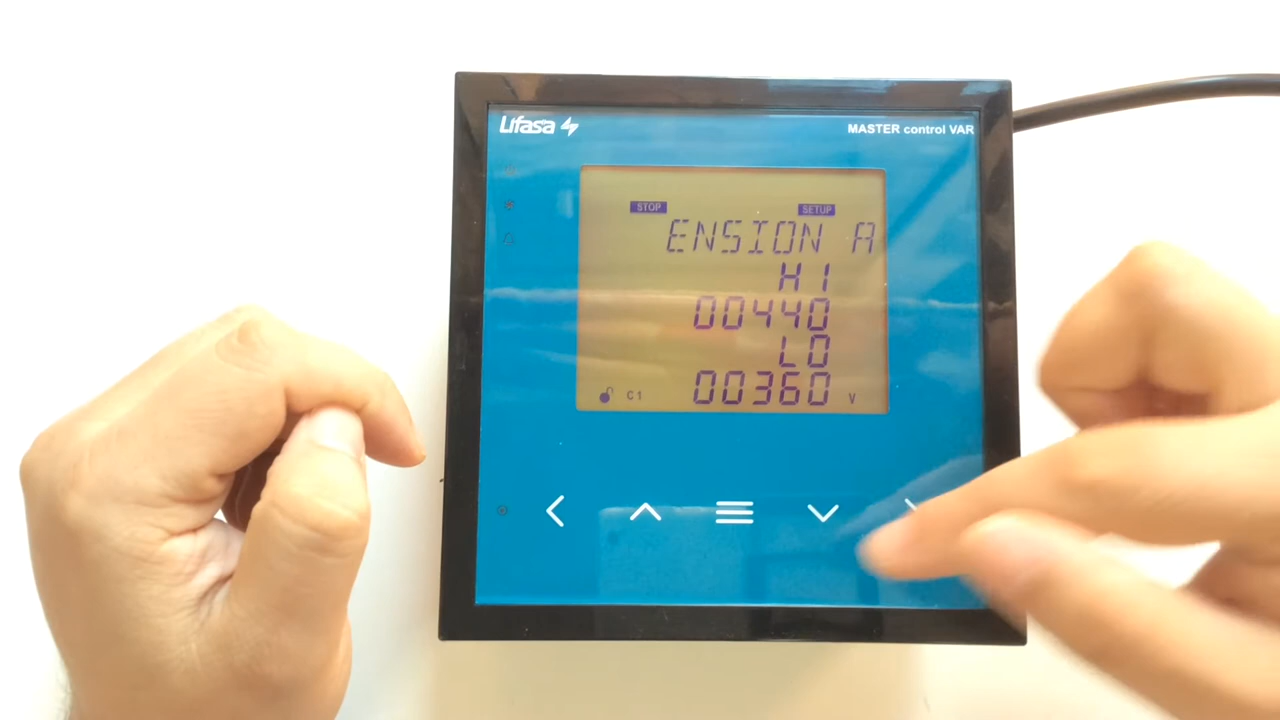 Lifasa
MASTER control VAR
STOP SETUP
ENSION A
HI
00440
LO
C1 00360 V